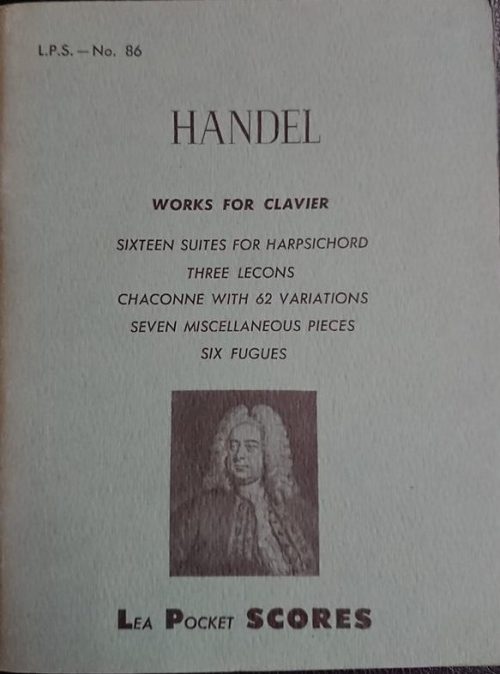 L.P.S. — No. 86
HANDEL
WORKS FOR CLAVIER
SIXTEEN SUITES FOR HARPSICHORD
THREE LECONS
CHACONNE WITH 62 VARIATIONS
SEVEN MISCELLANEOUS PIECES
SIX FUGUES
LEA POCKET SCORES